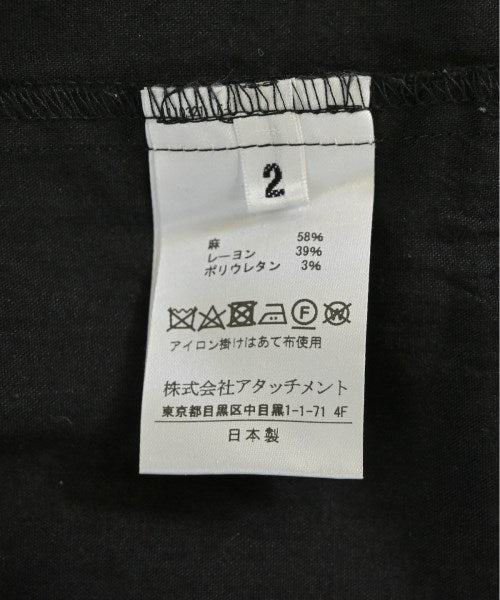 2
麻 58%
レーヨン 39%
ポリウレタン 3%
F W
アイロン掛けはあて布使用
株式会社アタッチメント
東京都目黒区中目黒1-1-71 4F
日本製